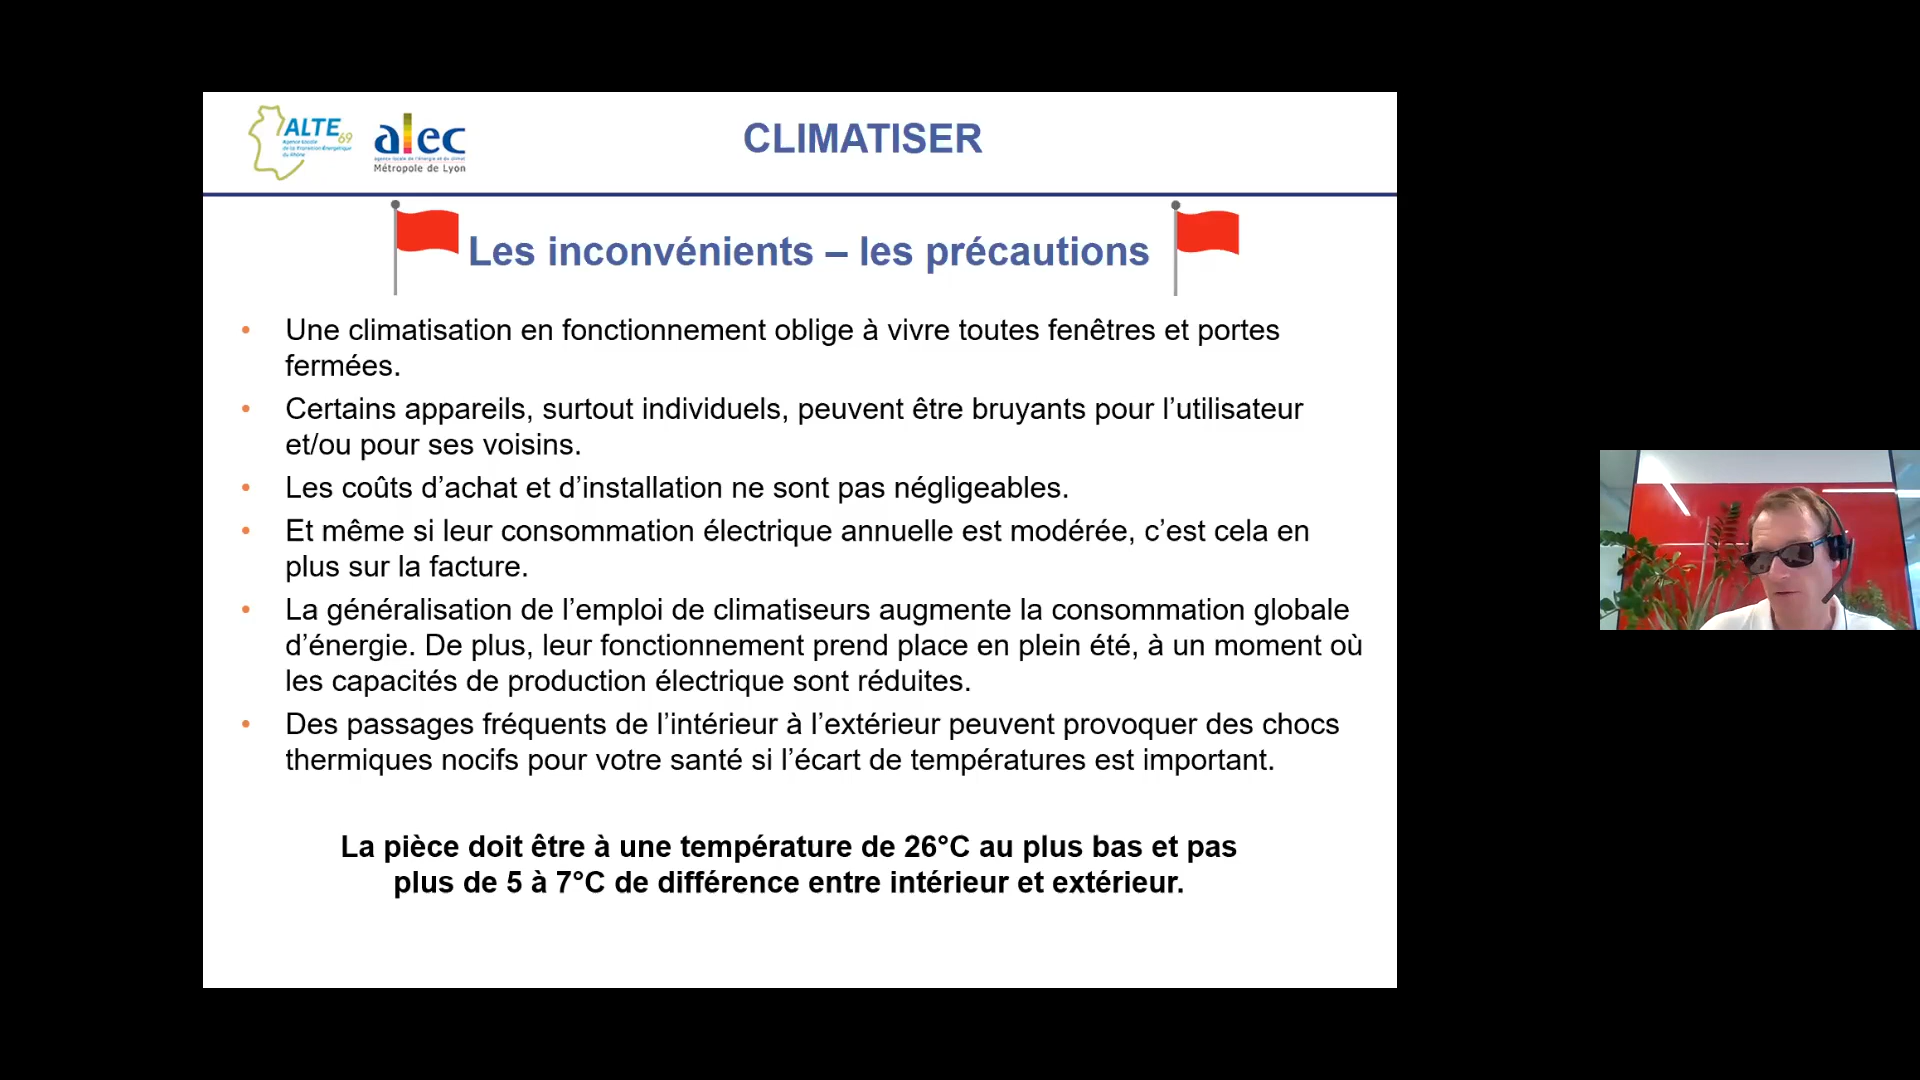 ALTE 69
Agence Locale
de la Transition Énergétique
du Rhône
alec
agence locale de l'énergie et du climat
Métropole de Lyon
CLIMATISER
Les inconvénients – les précautions
• Une climatisation en fonctionnement oblige à vivre toutes fenêtres et portes
fermées.
• Certains appareils, surtout individuels, peuvent être bruyants pour l’utilisateur
et/ou pour ses voisins.
• Les coûts d’achat et d’installation ne sont pas négligeables.
• Et même si leur consommation électrique annuelle est modérée, c’est cela en
plus sur la facture.
• La généralisation de l’emploi de climatiseurs augmente la consommation globale
d’énergie. De plus, leur fonctionnement prend place en plein été, à un moment où
les capacités de production électrique sont réduites.
• Des passages fréquents de l’intérieur à l’extérieur peuvent provoquer des chocs
thermiques nocifs pour votre santé si l’écart de températures est important.
La pièce doit être à une température de 26°C au plus bas et pas
plus de 5 à 7°C de différence entre intérieur et extérieur.